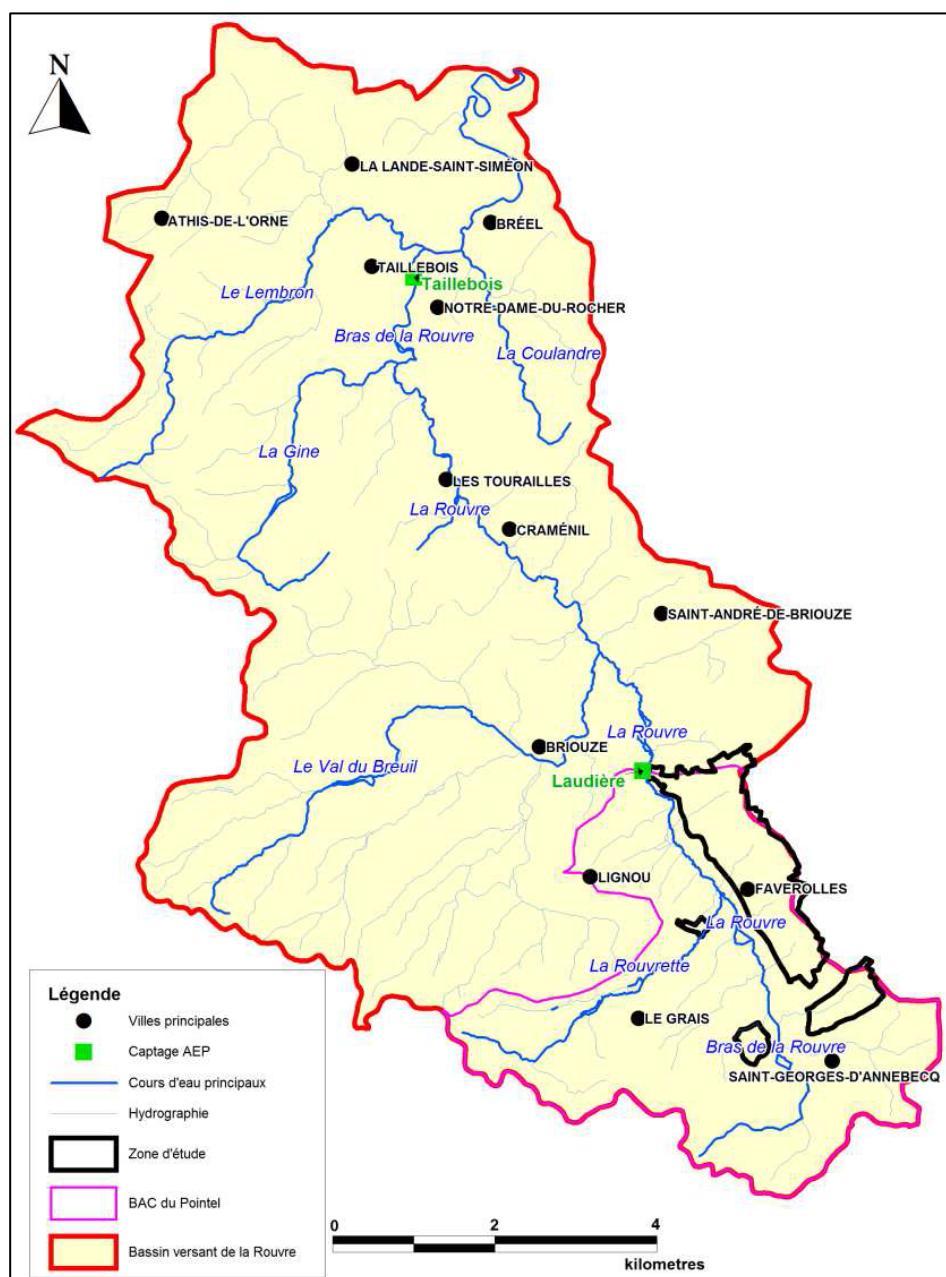 N
LA LANDE-SAINT-SIMÉON
ATHIS-DE-L'ORNE
BRÉEL
TAILLEBOIS
Taillebois
Le Lembron
NOTRE-DAME-DU-ROCHER
Bras de la Rouvre
La Coulandre
La Gine
LES TOURAILLES
La Rouvre
CRAMÉNIL
SAINT-ANDRÉ-DE-BRIOUZE
La Rouvre
BRIOUZE
Le Val du Breuil
Laudière
LIGNOU
FAVEROLLES
La Rouvre
La Rouvrette
LE GRAIS
Bras de la Rouvre
SAINT-GEORGES-D'ANNEBECQ
Légende
Villes principales
Captage AEP
Cours d'eau principaux
Hydrographie
Zone d'étude
BAC du Pointel
Bassin versant de la Rouvre
0 2 4
kilometres